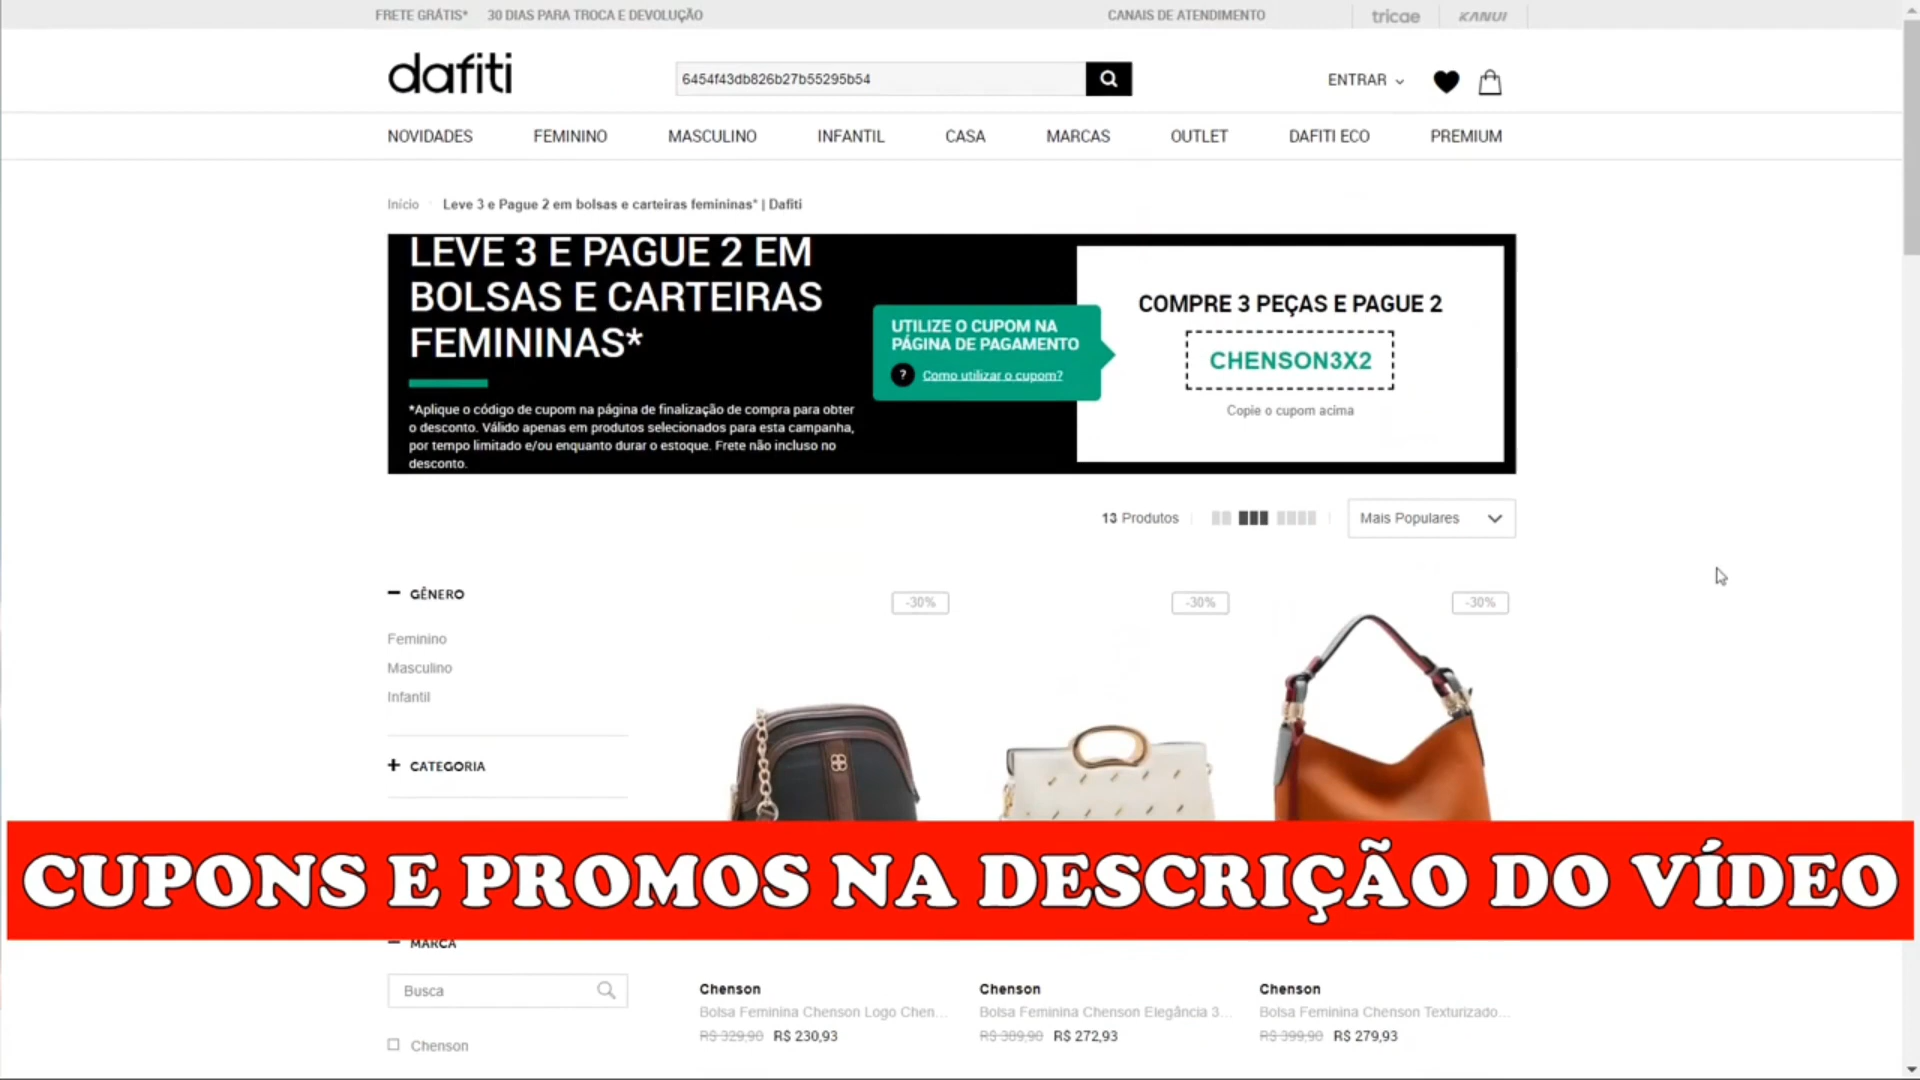 FRETE GRÁTIS* 30 DIAS PARA TROCA E DEVOLUÇÃO CANAIS DE ATENDIMENTO tricae KANUI
dafiti 6454f43db826b27b55295b54 ENTRAR
NOVIDADES FEMININO MASCULINO INFANTIL CASA MARCAS OUTLET DAFITI ECO PREMIUM
Início Leve 3 e Pague 2 em bolsas e carteiras femininas* | Dafiti
LEVE 3 E PAGUE 2 EM
BOLSAS E CARTEIRAS
FEMININAS*
*Aplique o código de cupom na página de finalização de compra para obter
o desconto. Válido apenas em produtos selecionados para esta campanha,
por tempo limitado e/ou enquanto durar o estoque. Frete não incluso no
desconto.
UTILIZE O CUPOM NA
PÁGINA DE PAGAMENTO
? Como utilizar o cupom?
COMPRE 3 PEÇAS E PAGUE 2
CHENSON3X2
Copie o cupom acima
13 Produtos Mais Populares
GÊNERO
Feminino
Masculino
Infantil
CATEGORIA
-30% -30% -30%
CUPONS E PROMOS NA DESCRIÇÃO DO VÍDEO
MARCA
Busca
Chenson
Chenson
Bolsa Feminina Chenson Logo Chen...
R$ 329,90 R$ 230,93
Chenson
Bolsa Feminina Chenson Elegância 3...
R$ 389,90 R$ 272,93
Chenson
Bolsa Feminina Chenson Texturizado...
R$ 399,90 R$ 279,93